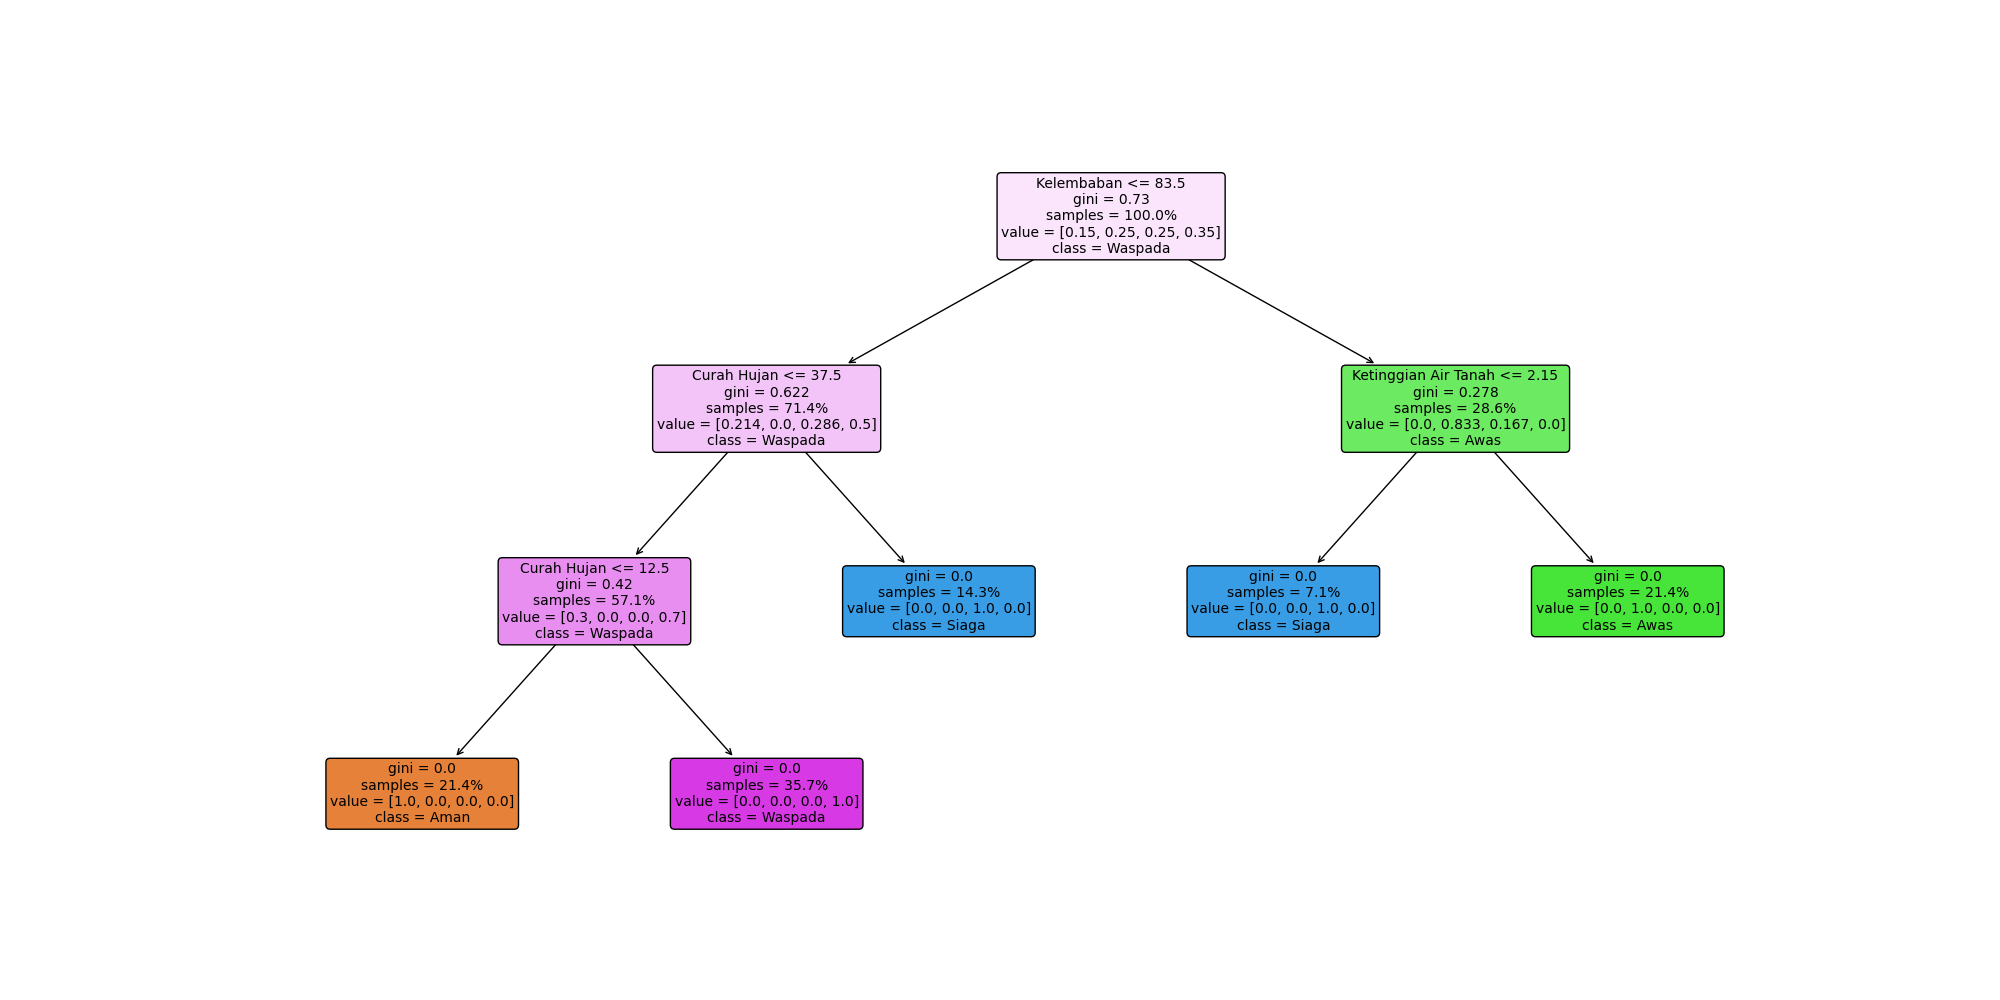 Kelembaban <= 83.5
gini = 0.73
samples = 100.0%
value = [0.15, 0.25, 0.25, 0.35]
class = Waspada
Curah Hujan <= 37.5
gini = 0.622
samples = 71.4%
value = [0.214, 0.0, 0.286, 0.5]
class = Waspada
Ketinggian Air Tanah <= 2.15
gini = 0.278
samples = 28.6%
value = [0.0, 0.833, 0.167, 0.0]
class = Awas
Curah Hujan <= 12.5
gini = 0.42
samples = 57.1%
value = [0.3, 0.0, 0.0, 0.7]
class = Waspada
gini = 0.0
samples = 14.3%
value = [0.0, 0.0, 1.0, 0.0]
class = Siaga
gini = 0.0
samples = 7.1%
value = [0.0, 0.0, 1.0, 0.0]
class = Siaga
gini = 0.0
samples = 21.4%
value = [0.0, 1.0, 0.0, 0.0]
class = Awas
gini = 0.0
samples = 21.4%
value = [1.0, 0.0, 0.0, 0.0]
class = Aman
gini = 0.0
samples = 35.7%
value = [0.0, 0.0, 0.0, 1.0]
class = Waspada